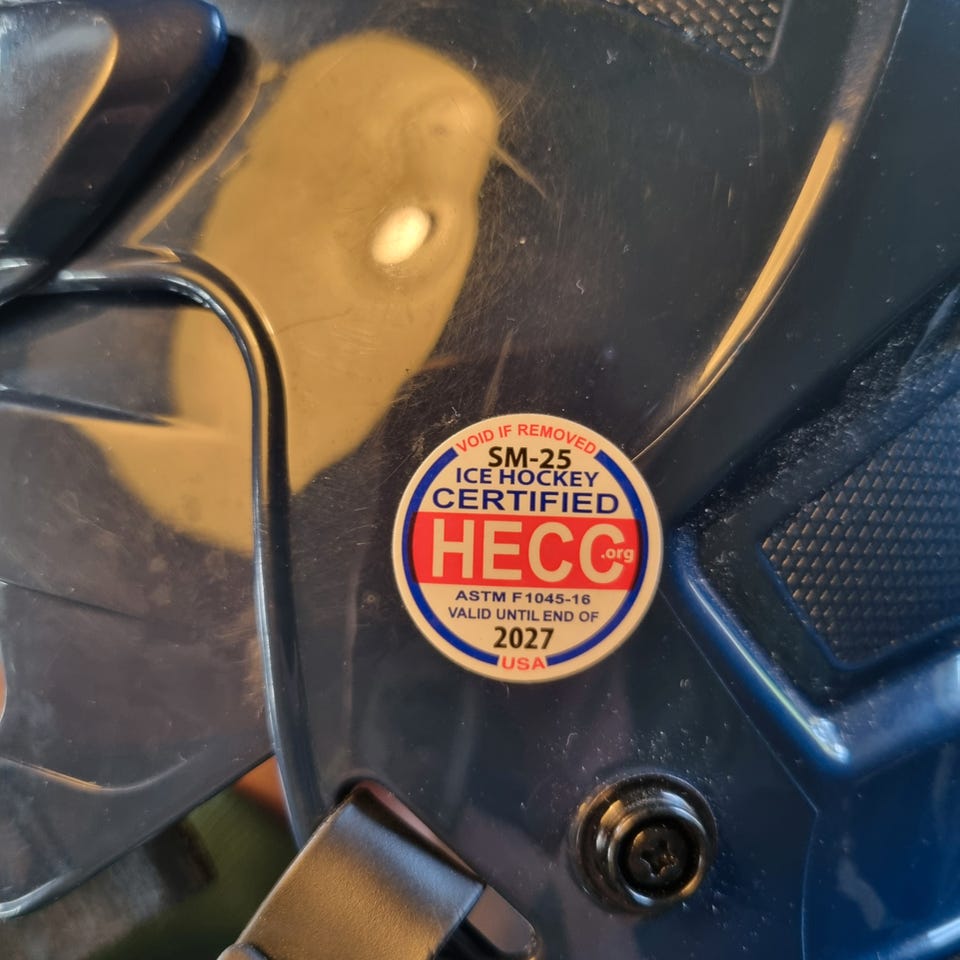 VOID IF REMOVED
SM-25
ICE HOCKEY
CERTIFIED
HECC.org
ASTM F1045-16
VALID UNTIL END OF
2027
USA